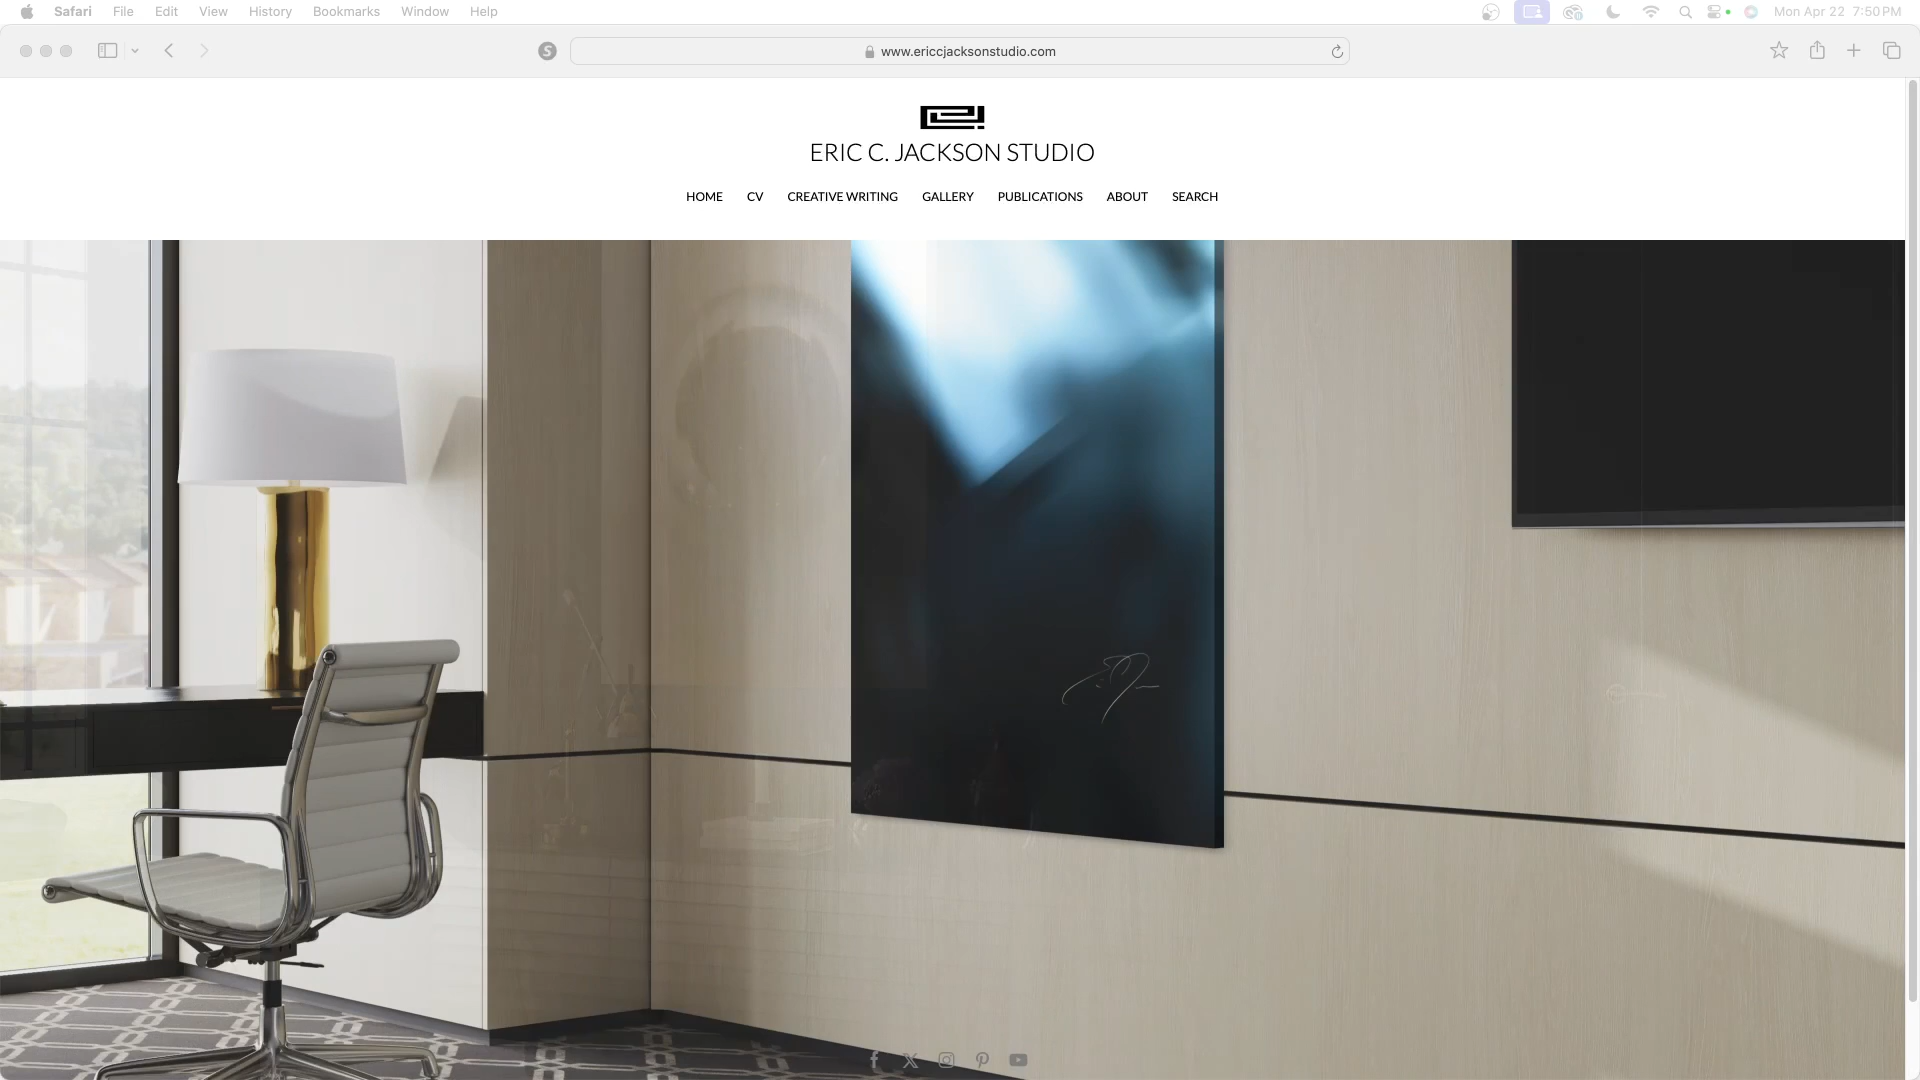 Safari File Edit View History Bookmarks Window Help Mon Apr 22 7:50 PM
www.ericcjacksonstudio.com
ERIC C. JACKSON STUDIO
HOME CV CREATIVE WRITING GALLERY PUBLICATIONS ABOUT SEARCH